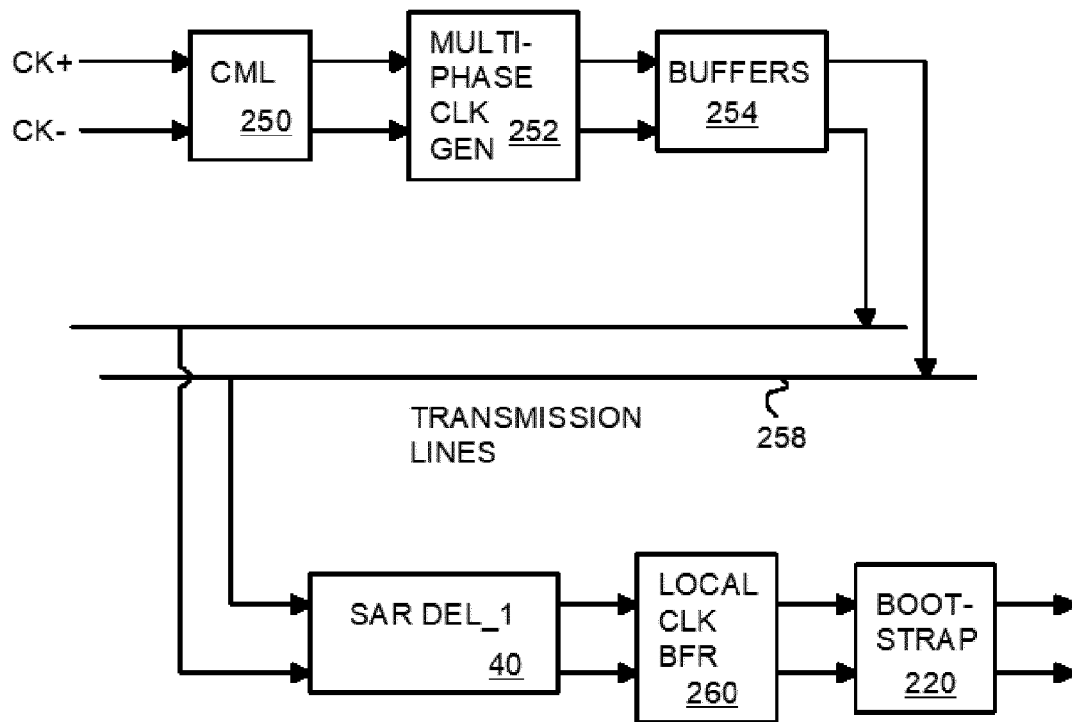 CK+
CK-
CML
250
MULTI-
PHASE
CLK
GEN
252
BUFFERS
254
TRANSMISSION
LINES
258
SAR DEL_1
40
LOCAL
CLK
BFR
260
BOOT-
STRAP
220